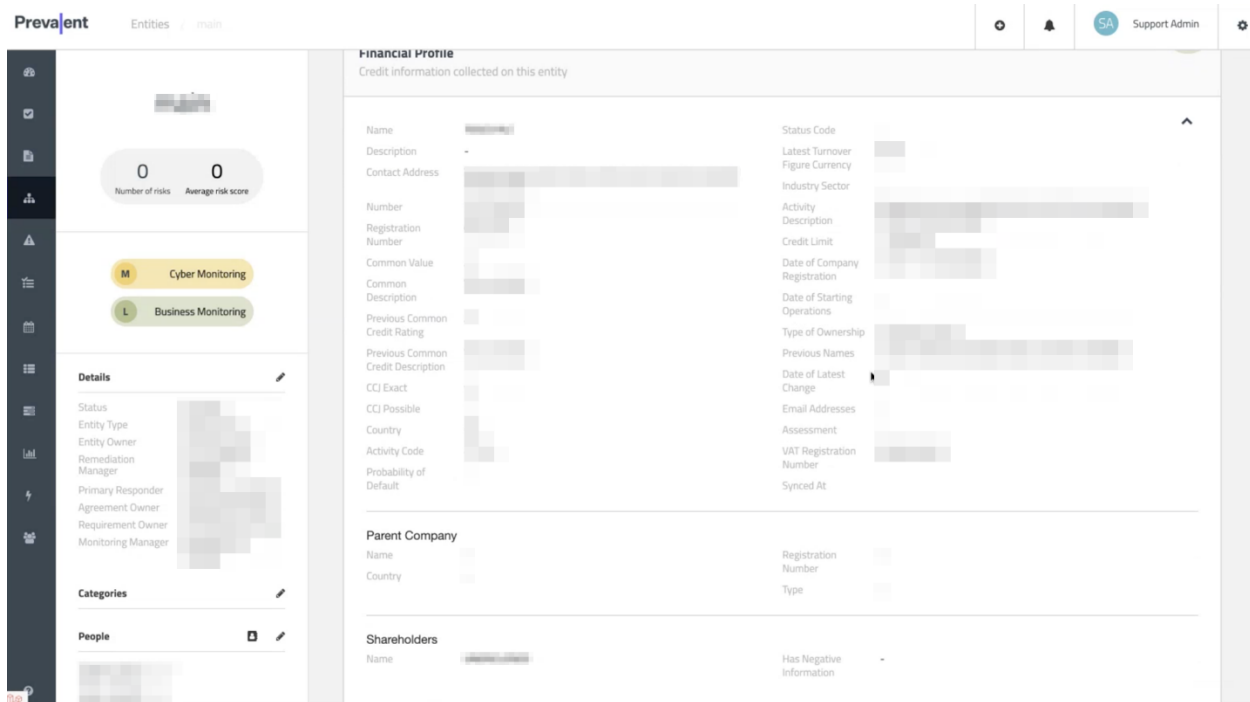 Prevalent
Entities / main
SA Support Admin
Financial Profile
Credit information collected on this entity
0
Number of risks
0
Average risk score
M Cyber Monitoring
L Business Monitoring
Details
Status
Entity Type
Entity Owner
Remediation
Manager
Primary Responder
Agreement Owner
Requirement Owner
Monitoring Manager
Categories
People
Name
Description -
Contact Address
Number
Registration
Number
Common Value
Common
Description
Previous Common
Credit Rating
Previous Common
Credit Description
CCJ Exact
CCJ Possible
Country
Activity Code
Probability of
Default
Status Code
Latest Turnover
Figure Currency
Industry Sector
Activity
Description
Credit Limit
Date of Company
Registration
Date of Starting
Operations
Type of Ownership
Previous Names
Date of Latest
Change
Email Addresses
Assessment
VAT Registration
Number
Synced At
Parent Company
Name
Country
Registration
Number
Type
Shareholders
Name
Has Negative -
Information